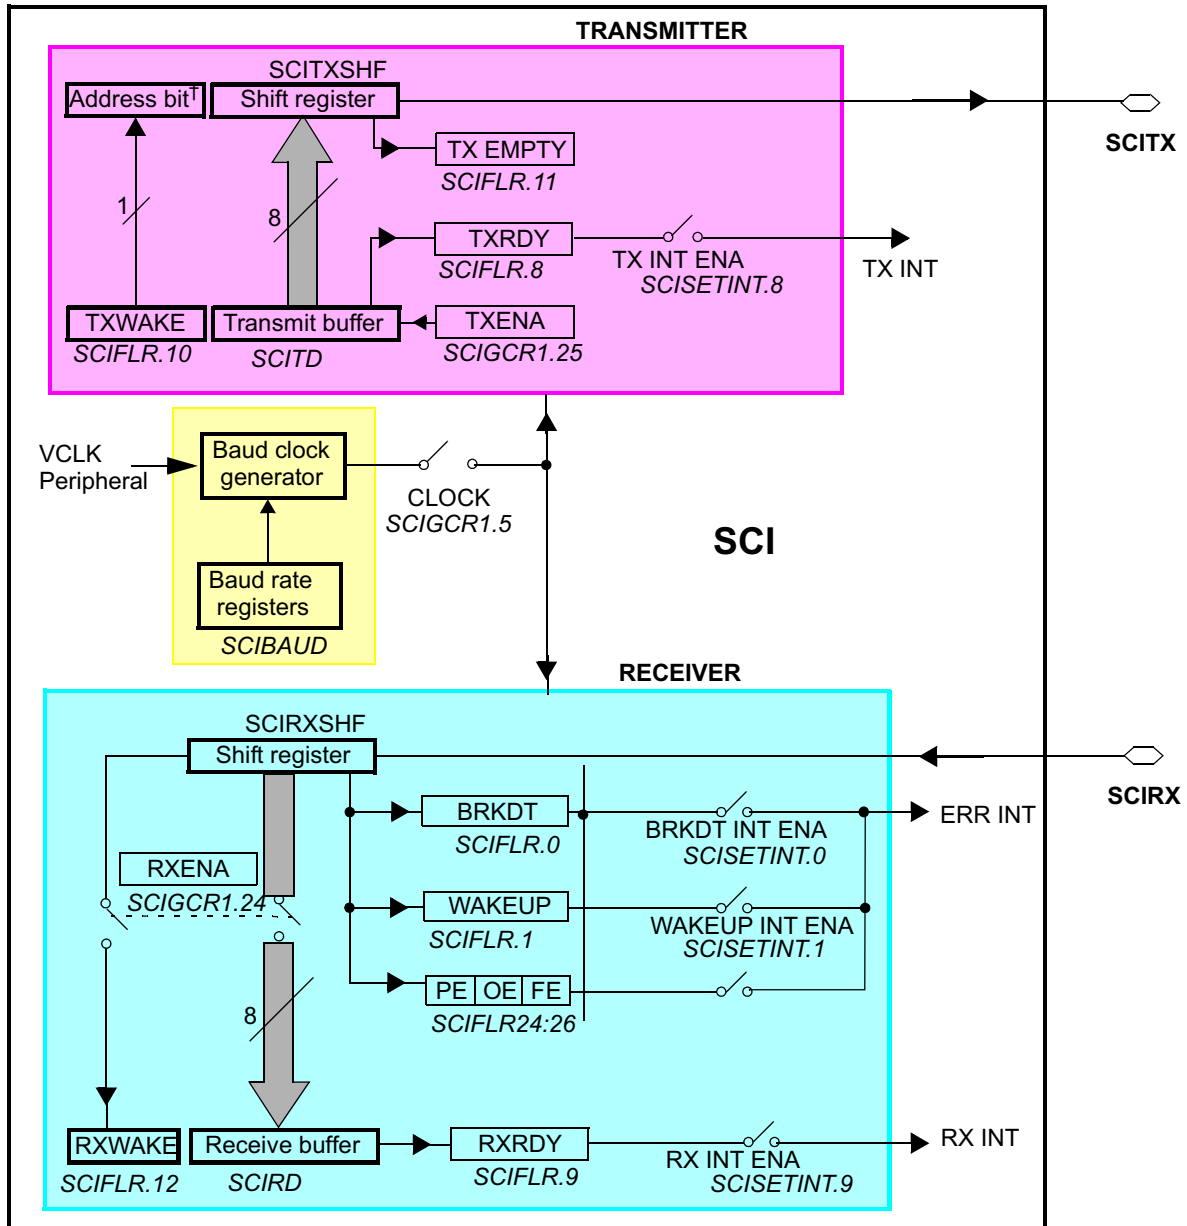 TRANSMITTER
SCITXSHF
Address bit†
Shift register
SCITX
TX EMPTY
SCIFLR.11
1
8
TXRDY
SCIFLR.8
TX INT ENA
SCISETINT.8
TX INT
TXWAKE
SCIFLR.10
Transmit buffer
SCITD
TXENA
SCIGCR1.25
VCLK
Peripheral
Baud clock
generator
CLOCK
SCIGCR1.5
SCI
Baud rate
registers
SCIBAUD
RECEIVER
SCIRXSHF
Shift register
SCIRX
BRKDT
SCIFLR.0
BRKDT INT ENA
SCISETINT.0
ERR INT
RXENA
SCIGCR1.24
WAKEUP
SCIFLR.1
WAKEUP INT ENA
SCISETINT.1
PE OE FE
SCIFLR24:26
8
RXWAKE
SCIFLR.12
Receive buffer
SCIRD
RXRDY
SCIFLR.9
RX INT ENA
SCISETINT.9
RX INT